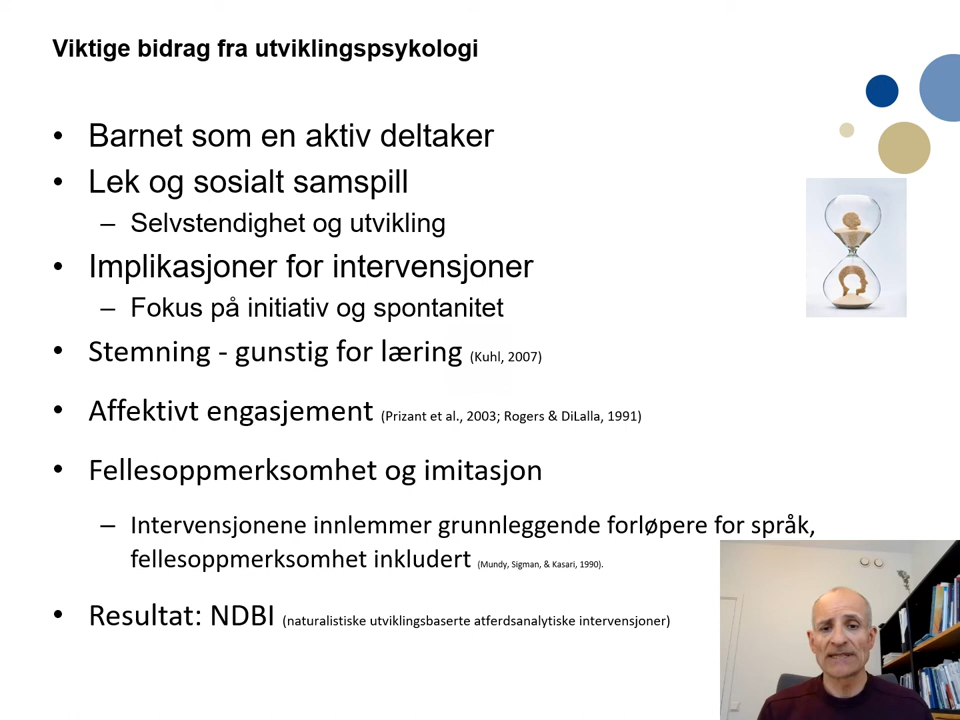 Viktige bidrag fra utviklingspsykologi
• Barnet som en aktiv deltaker
• Lek og sosialt samspill
– Selvstendighet og utvikling
• Implikasjoner for intervensjoner
– Fokus på initiativ og spontanitet
• Stemning - gunstig for læring (Kuhl, 2007)
• Affektivt engasjement (Prizant et al., 2003; Rogers & DiLalla, 1991)
• Fellesoppmerksomhet og imitasjon
– Intervensjonene innlemmer grunnleggende forløpere for språk,
fellesoppmerksomhet inkludert (Mundy, Sigman, & Kasari, 1990).
• Resultat: NDBI (naturalistiske utviklingsbaserte atferdsanalytiske intervensjoner)